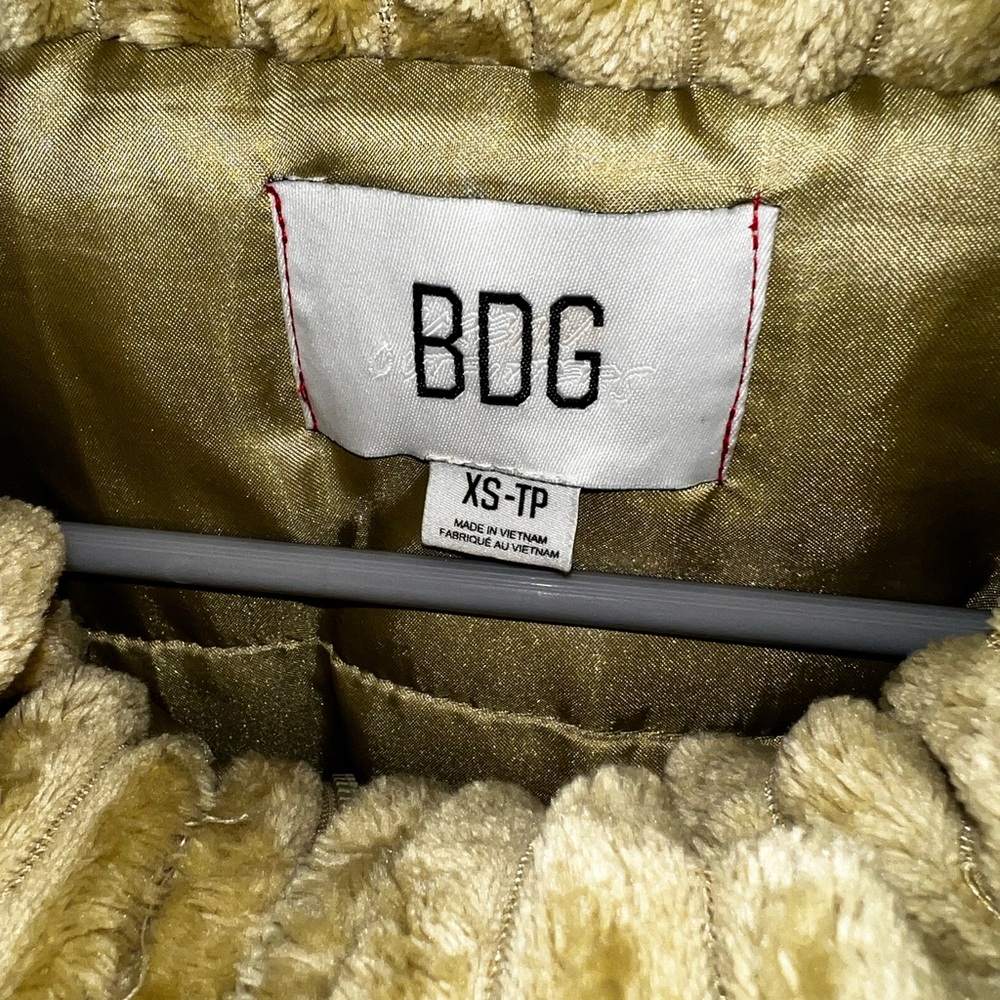 BDG
XS-TP
MADE IN VIETNAM
FABRIQUÉ AU VIETNAM